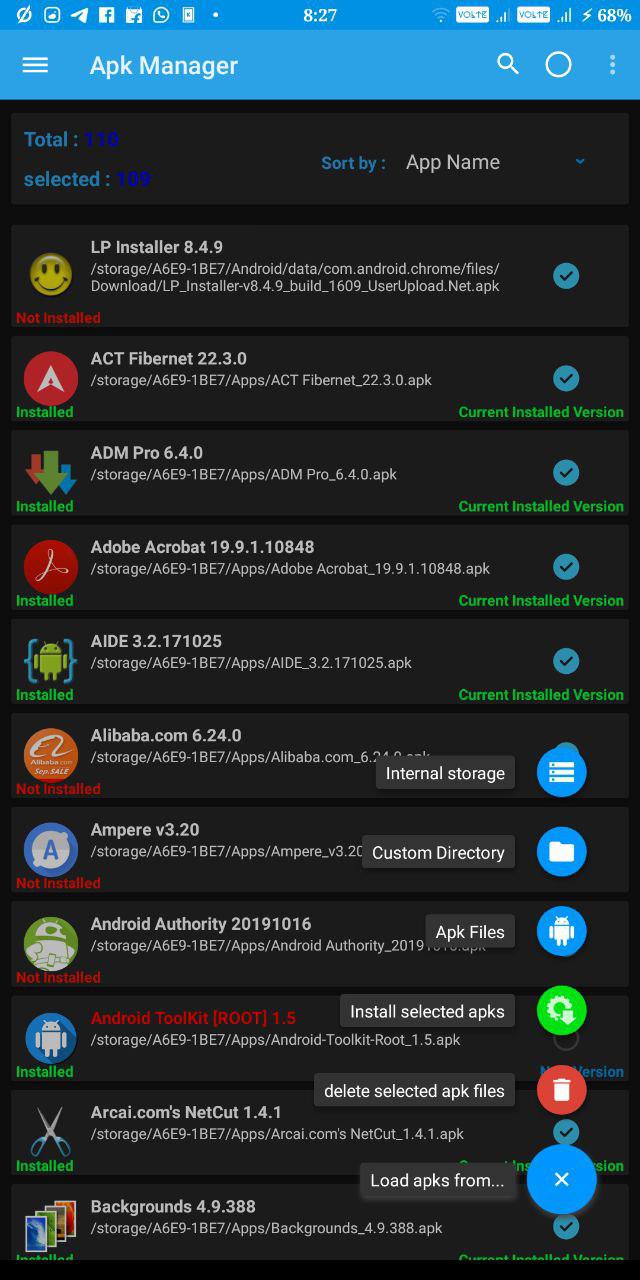 8:27
VOLTE
VOLTE
68%
Apk Manager
Total : 110
selected : 109
Sort by :
App Name
LP Installer 8.4.9
/storage/A6E9-1BE7/Android/data/com.android.chrome/files/
Download/LP_Installer-v8.4.9_build_1609_UserUpload.Net.apk
Not Installed
ACT Fibernet 22.3.0
/storage/A6E9-1BE7/Apps/ACT Fibernet_22.3.0.apk
Installed
Current Installed Version
ADM Pro 6.4.0
/storage/A6E9-1BE7/Apps/ADM Pro_6.4.0.apk
Installed
Current Installed Version
Adobe Acrobat 19.9.1.10848
/storage/A6E9-1BE7/Apps/Adobe Acrobat_19.9.1.10848.apk
Installed
Current Installed Version
AIDE 3.2.171025
/storage/A6E9-1BE7/Apps/AIDE_3.2.171025.apk
Installed
Current Installed Version
Alibaba.com 6.24.0
/storage/A6E9-1BE7/Apps/Alibaba.com_6.24.0.apk
Alibaba.com
Sep.SALE
Internal storage
Not Installed
Ampere v3.20
/storage/A6E9-1BE7/Apps/Ampere_v3.20
Custom Directory
Not Installed
Android Authority 20191016
/storage/A6E9-1BE7/Apps/Android Authority_20191016.apk
Apk Files
Not Installed
Android ToolKit [ROOT] 1.5
/storage/A6E9-1BE7/Apps/Android-Toolkit-Root_1.5.apk
Install selected apks
Installed
Version
delete selected apk files
Arcai.com's NetCut 1.4.1
/storage/A6E9-1BE7/Apps/Arcai.com's NetCut_1.4.1.apk
Installed
Load apks from...
Backgrounds 4.9.388
/storage/A6E9-1BE7/Apps/Backgrounds_4.9.388.apk
Installed
Current Installed Version